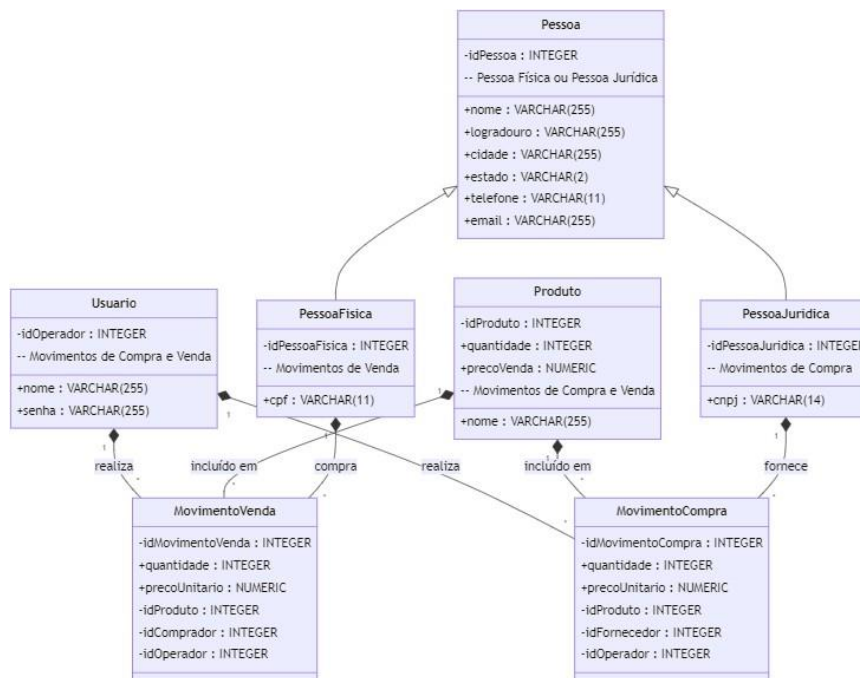 Pessoa
-idPessoa : INTEGER
-- Pessoa Física ou Pessoa Jurídica
+nome : VARCHAR(255)
+logradouro : VARCHAR(255)
+cidade : VARCHAR(255)
+estado : VARCHAR(2)
+telefone : VARCHAR(11)
+email : VARCHAR(255)
Usuario
-idOperador : INTEGER
-- Movimentos de Compra e Venda
+nome : VARCHAR(255)
+senha : VARCHAR(255)
PessoaFisica
-idPessoaFisica : INTEGER
-- Movimentos de Venda
+cpf : VARCHAR(11)
Produto
-idProduto : INTEGER
+quantidade : INTEGER
+precoVenda : NUMERIC
-- Movimentos de Compra e Venda
+nome : VARCHAR(255)
PessoaJuridica
-idPessoaJuridica : INTEGER
-- Movimentos de Compra
+cnpj : VARCHAR(14)
1
1
1
1
1
1
realiza
incluído em
compra
realiza
incluído em
fornece
*
*
*
*
*
*
MovimentoVenda
-idMovimentoVenda : INTEGER
+quantidade : INTEGER
+precoUnitario : NUMERIC
-idProduto : INTEGER
-idComprador : INTEGER
-idOperador : INTEGER
MovimentoCompra
-idMovimentoCompra : INTEGER
+quantidade : INTEGER
+precoUnitario : NUMERIC
-idProduto : INTEGER
-idFornecedor : INTEGER
-idOperador : INTEGER